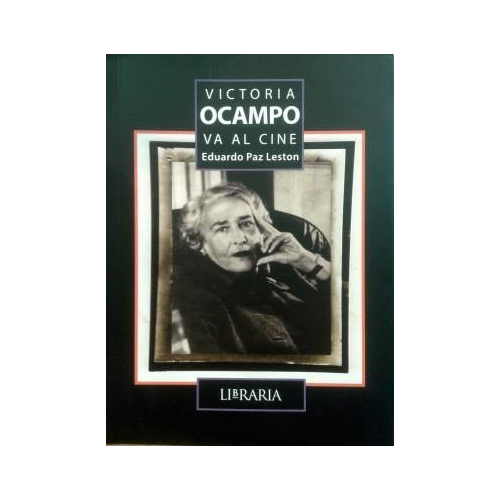 VICTORIA
OCAMPO
VA AL CINE
Eduardo Paz Leston
LIBRARIA